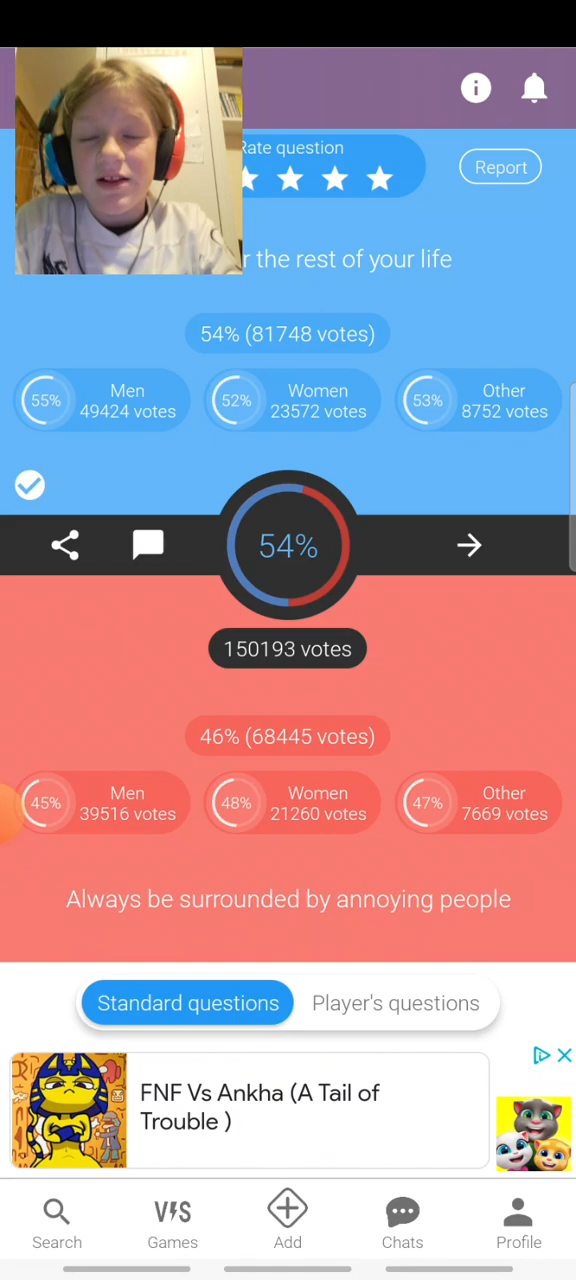 Rate question
Report
r the rest of your life
54% (81748 votes)
55%
Men
49424 votes
52%
Women
23572 votes
53%
Other
8752 votes
54%
150193 votes
46% (68445 votes)
45%
Men
39516 votes
48%
Women
21260 votes
47%
Other
7669 votes
Always be surrounded by annoying people
Standard questions
Player's questions
FNF Vs Ankha (A Tail of
Trouble )
Search
VS
Games
Add
Chats
Profile